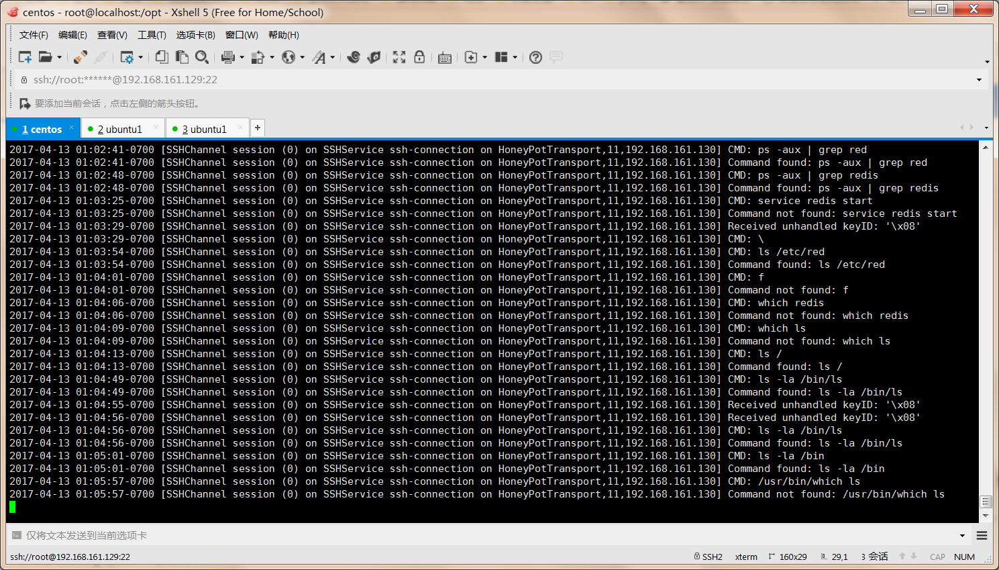 centos - root@localhost:/opt - Xshell 5 (Free for Home/School)
文件(F) 编辑(E) 查看(V) 工具(T) 选项卡(B) 窗口(W) 帮助(H)
ssh://root:******@192.168.161.129:22
要添加当前会话，点击左侧的箭头按钮。
1 centos × 2 ubuntu1 × 3 ubuntu1 × +
2017-04-13 01:02:41-0700 [SSHChannel session (0) on SSHService ssh-connection on HoneyPotTransport,11,192.168.161.130] CMD: ps -aux | grep red
2017-04-13 01:02:41-0700 [SSHChannel session (0) on SSHService ssh-connection on HoneyPotTransport,11,192.168.161.130] Command found: ps -aux | grep red
2017-04-13 01:02:48-0700 [SSHChannel session (0) on SSHService ssh-connection on HoneyPotTransport,11,192.168.161.130] CMD: ps -aux | grep redis
2017-04-13 01:02:48-0700 [SSHChannel session (0) on SSHService ssh-connection on HoneyPotTransport,11,192.168.161.130] Command found: ps -aux | grep redis
2017-04-13 01:03:25-0700 [SSHChannel session (0) on SSHService ssh-connection on HoneyPotTransport,11,192.168.161.130] CMD: service redis start
2017-04-13 01:03:25-0700 [SSHChannel session (0) on SSHService ssh-connection on HoneyPotTransport,11,192.168.161.130] Command not found: service redis start
2017-04-13 01:03:29-0700 [SSHChannel session (0) on SSHService ssh-connection on HoneyPotTransport,11,192.168.161.130] Received unhandled keyID: '\x08'
2017-04-13 01:03:29-0700 [SSHChannel session (0) on SSHService ssh-connection on HoneyPotTransport,11,192.168.161.130] CMD: \
2017-04-13 01:03:54-0700 [SSHChannel session (0) on SSHService ssh-connection on HoneyPotTransport,11,192.168.161.130] CMD: ls /etc/red
2017-04-13 01:03:54-0700 [SSHChannel session (0) on SSHService ssh-connection on HoneyPotTransport,11,192.168.161.130] Command found: ls /etc/red
2017-04-13 01:04:01-0700 [SSHChannel session (0) on SSHService ssh-connection on HoneyPotTransport,11,192.168.161.130] CMD: f
2017-04-13 01:04:01-0700 [SSHChannel session (0) on SSHService ssh-connection on HoneyPotTransport,11,192.168.161.130] Command not found: f
2017-04-13 01:04:06-0700 [SSHChannel session (0) on SSHService ssh-connection on HoneyPotTransport,11,192.168.161.130] CMD: which redis
2017-04-13 01:04:06-0700 [SSHChannel session (0) on SSHService ssh-connection on HoneyPotTransport,11,192.168.161.130] Command not found: which redis
2017-04-13 01:04:09-0700 [SSHChannel session (0) on SSHService ssh-connection on HoneyPotTransport,11,192.168.161.130] CMD: which ls
2017-04-13 01:04:09-0700 [SSHChannel session (0) on SSHService ssh-connection on HoneyPotTransport,11,192.168.161.130] Command not found: which ls
2017-04-13 01:04:13-0700 [SSHChannel session (0) on SSHService ssh-connection on HoneyPotTransport,11,192.168.161.130] CMD: ls /
2017-04-13 01:04:13-0700 [SSHChannel session (0) on SSHService ssh-connection on HoneyPotTransport,11,192.168.161.130] Command found: ls /
2017-04-13 01:04:49-0700 [SSHChannel session (0) on SSHService ssh-connection on HoneyPotTransport,11,192.168.161.130] CMD: ls -la /bin/ls
2017-04-13 01:04:49-0700 [SSHChannel session (0) on SSHService ssh-connection on HoneyPotTransport,11,192.168.161.130] Command found: ls -la /bin/ls
2017-04-13 01:04:55-0700 [SSHChannel session (0) on SSHService ssh-connection on HoneyPotTransport,11,192.168.161.130] Received unhandled keyID: '\x08'
2017-04-13 01:04:56-0700 [SSHChannel session (0) on SSHService ssh-connection on HoneyPotTransport,11,192.168.161.130] Received unhandled keyID: '\x08'
2017-04-13 01:04:56-0700 [SSHChannel session (0) on SSHService ssh-connection on HoneyPotTransport,11,192.168.161.130] CMD: ls -la /bin/ls
2017-04-13 01:04:56-0700 [SSHChannel session (0) on SSHService ssh-connection on HoneyPotTransport,11,192.168.161.130] Command found: ls -la /bin/ls
2017-04-13 01:05:01-0700 [SSHChannel session (0) on SSHService ssh-connection on HoneyPotTransport,11,192.168.161.130] CMD: ls -la /bin
2017-04-13 01:05:01-0700 [SSHChannel session (0) on SSHService ssh-connection on HoneyPotTransport,11,192.168.161.130] Command found: ls -la /bin
2017-04-13 01:05:57-0700 [SSHChannel session (0) on SSHService ssh-connection on HoneyPotTransport,11,192.168.161.130] CMD: /usr/bin/which ls
2017-04-13 01:05:57-0700 [SSHChannel session (0) on SSHService ssh-connection on HoneyPotTransport,11,192.168.161.130] Command not found: /usr/bin/which ls
仅将文本发送到当前选项卡
ssh://root@192.168.161.129:22 SSH2 xterm 160x29 29,1 3 会话 CAP NUM